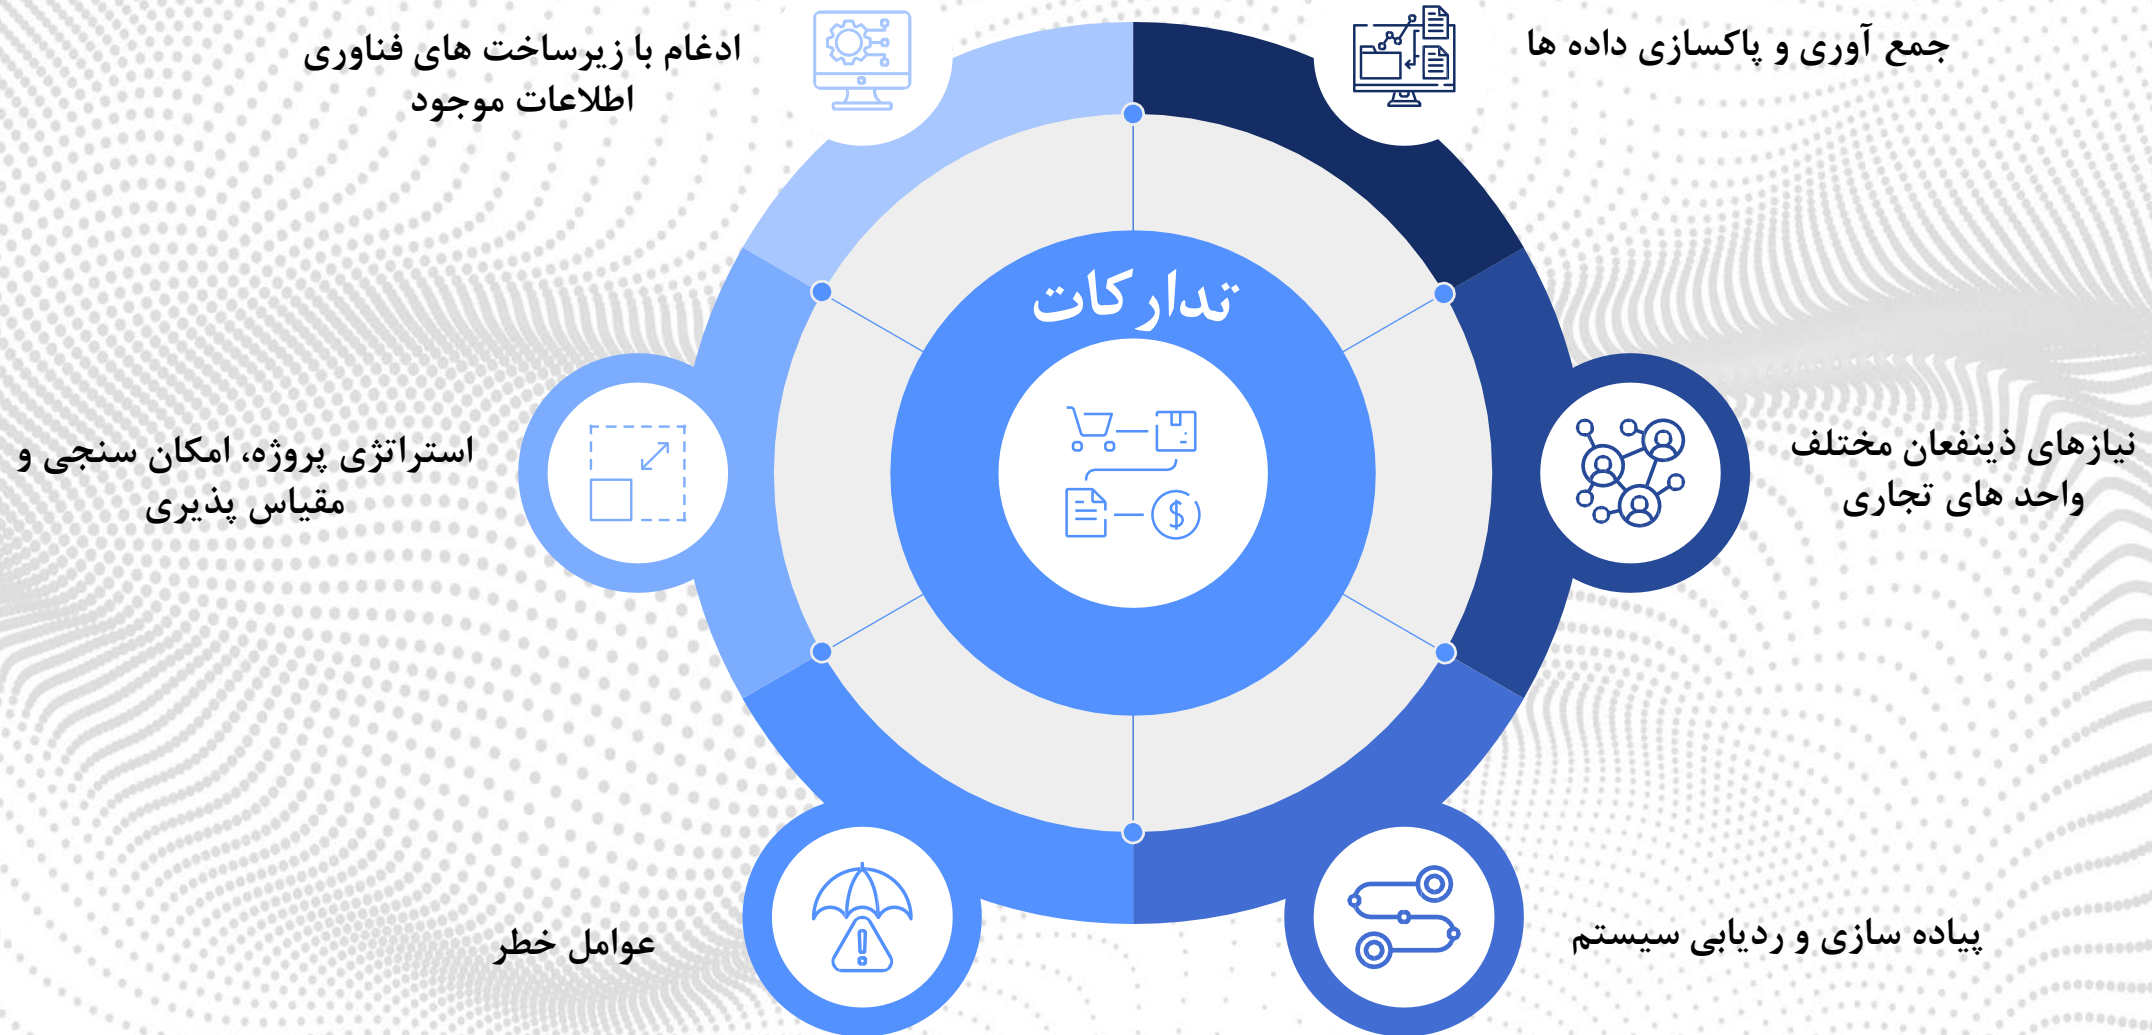 جمع آوری و پاکسازی داده ها
ادغام با زیرساخت های فناوری
اطلاعات موجود
تدارکات
نیازهای ذینفعان مختلف
واحد های تجاری
استراتژی پروژه، امکان سنجی و
مقیاس پذیری
پیاده سازی و ردیابی سیستم
عوامل خطر